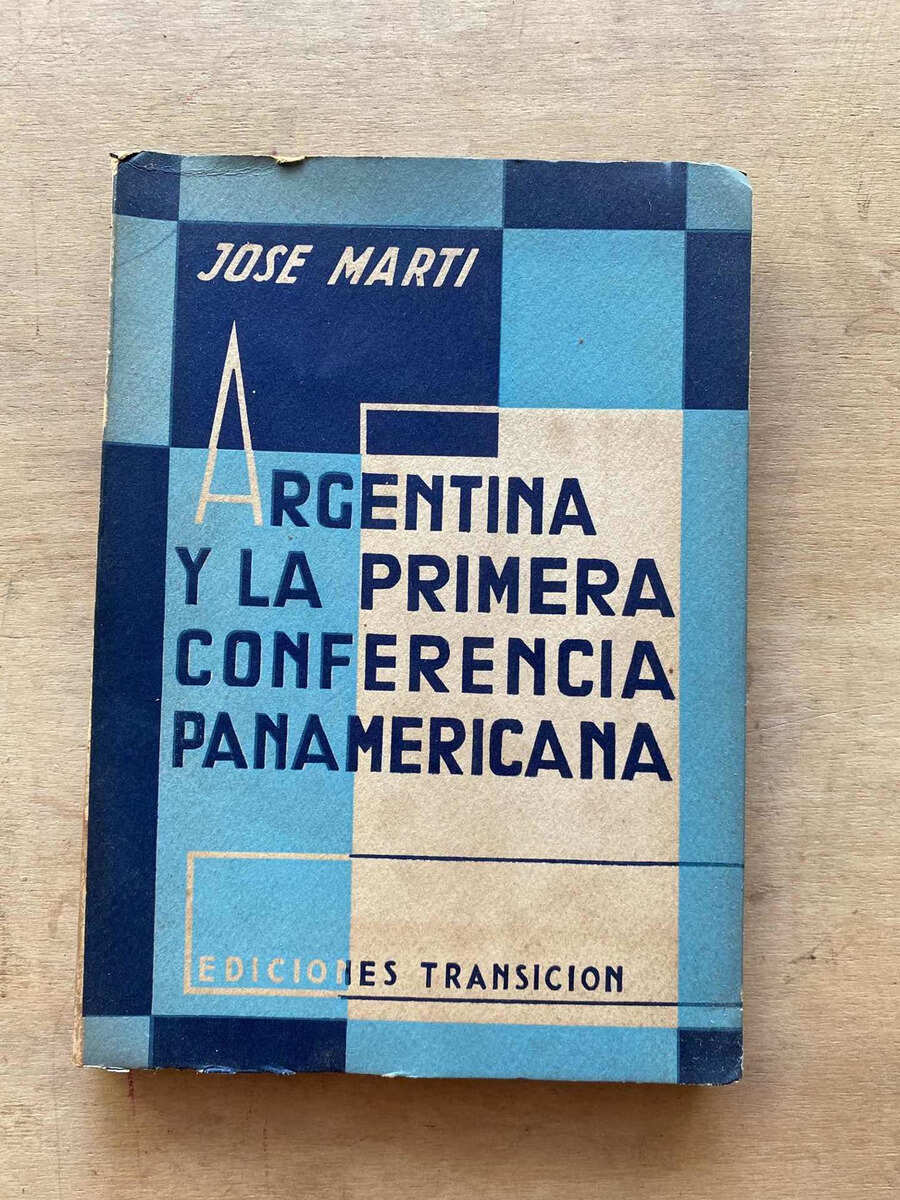 JOSE MARTI
ARGENTINA
Y LA PRIMERA
CONFERENCIA
PANAMERICANA
EDICIONES TRANSICION